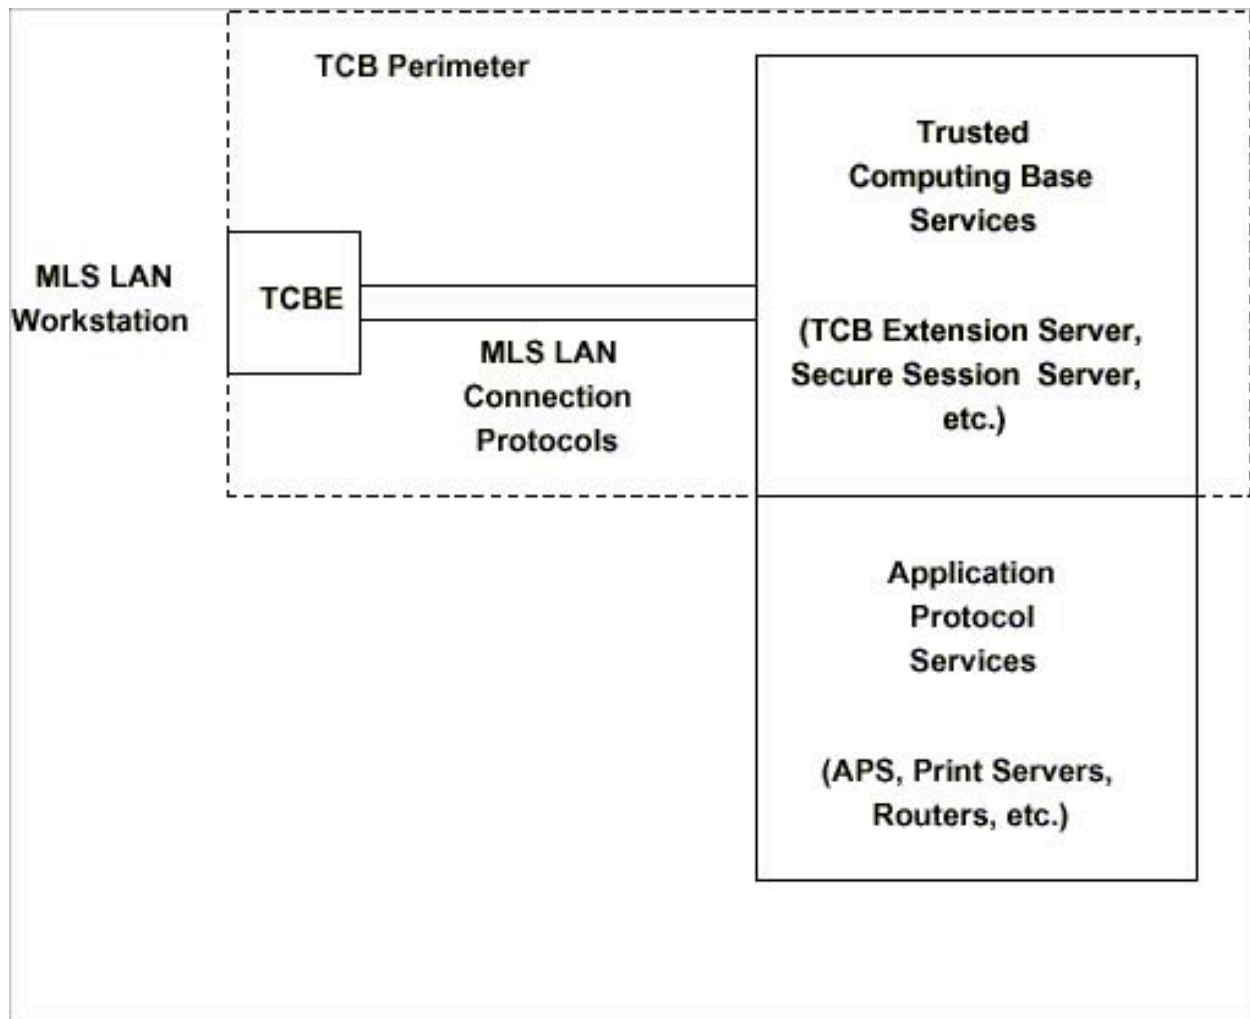 TCB Perimeter
Trusted
Computing Base
Services
(TCB Extension Server,
Secure Session Server,
etc.)
MLS LAN
Workstation
TCBE
MLS LAN
Connection
Protocols
Application
Protocol
Services
(APS, Print Servers,
Routers, etc.)